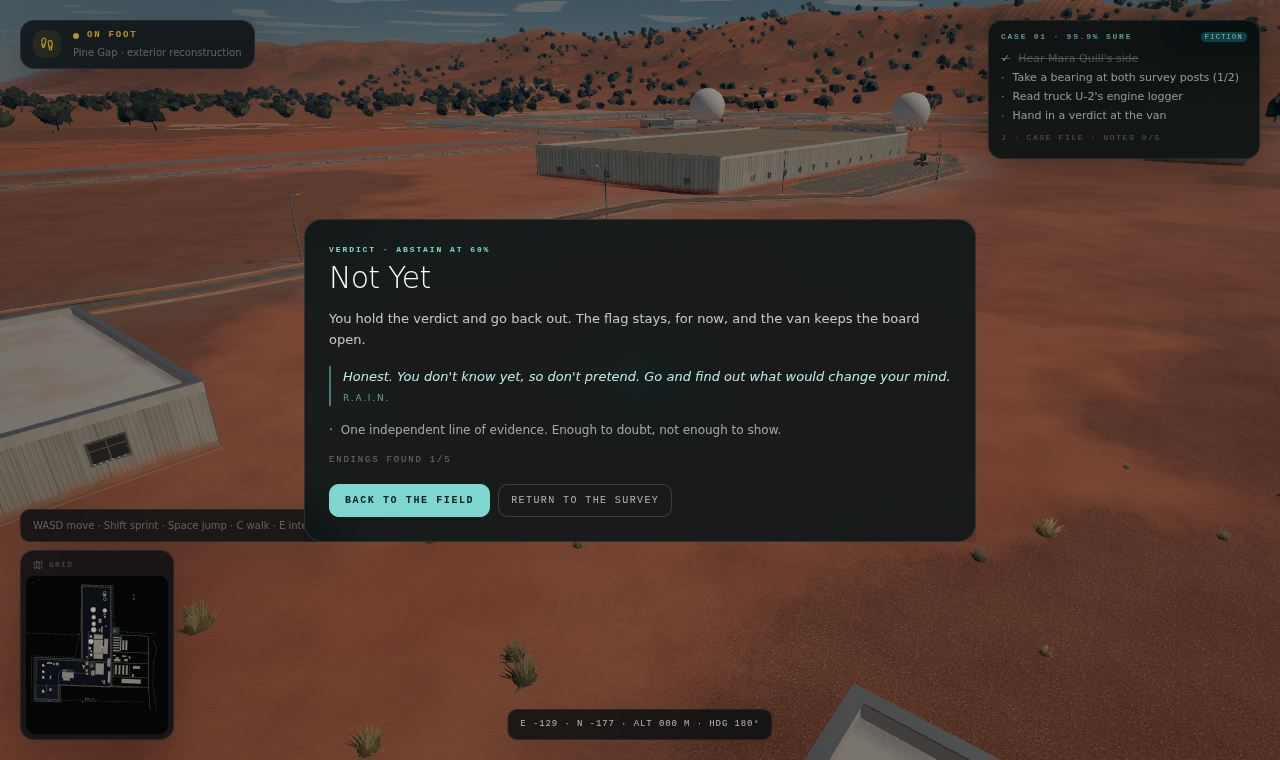 ON FOOT
Pine Gap · exterior reconstruction
CASE 01 · 99.9% SURE
FICTION
✓ Hear Mara Quill's side
· Take a bearing at both survey posts (1/2)
· Read truck U-2's engine logger
· Hand in a verdict at the van
J · CASE FILE · NOTES 0/5
VERDICT · ABSTAIN AT 60%
Not Yet
You hold the verdict and go back out. The flag stays, for now, and the van keeps the board
open.
Honest. You don't know yet, so don't pretend. Go and find out what would change your mind.
R.A.I.N.
· One independent line of evidence. Enough to doubt, not enough to show.
ENDINGS FOUND 1/5
BACK TO THE FIELD
RETURN TO THE SURVEY
WASD move · Shift sprint · Space jump · C walk · E
GRID
E -129 · N -177 · ALT 000 M · HDG 180°